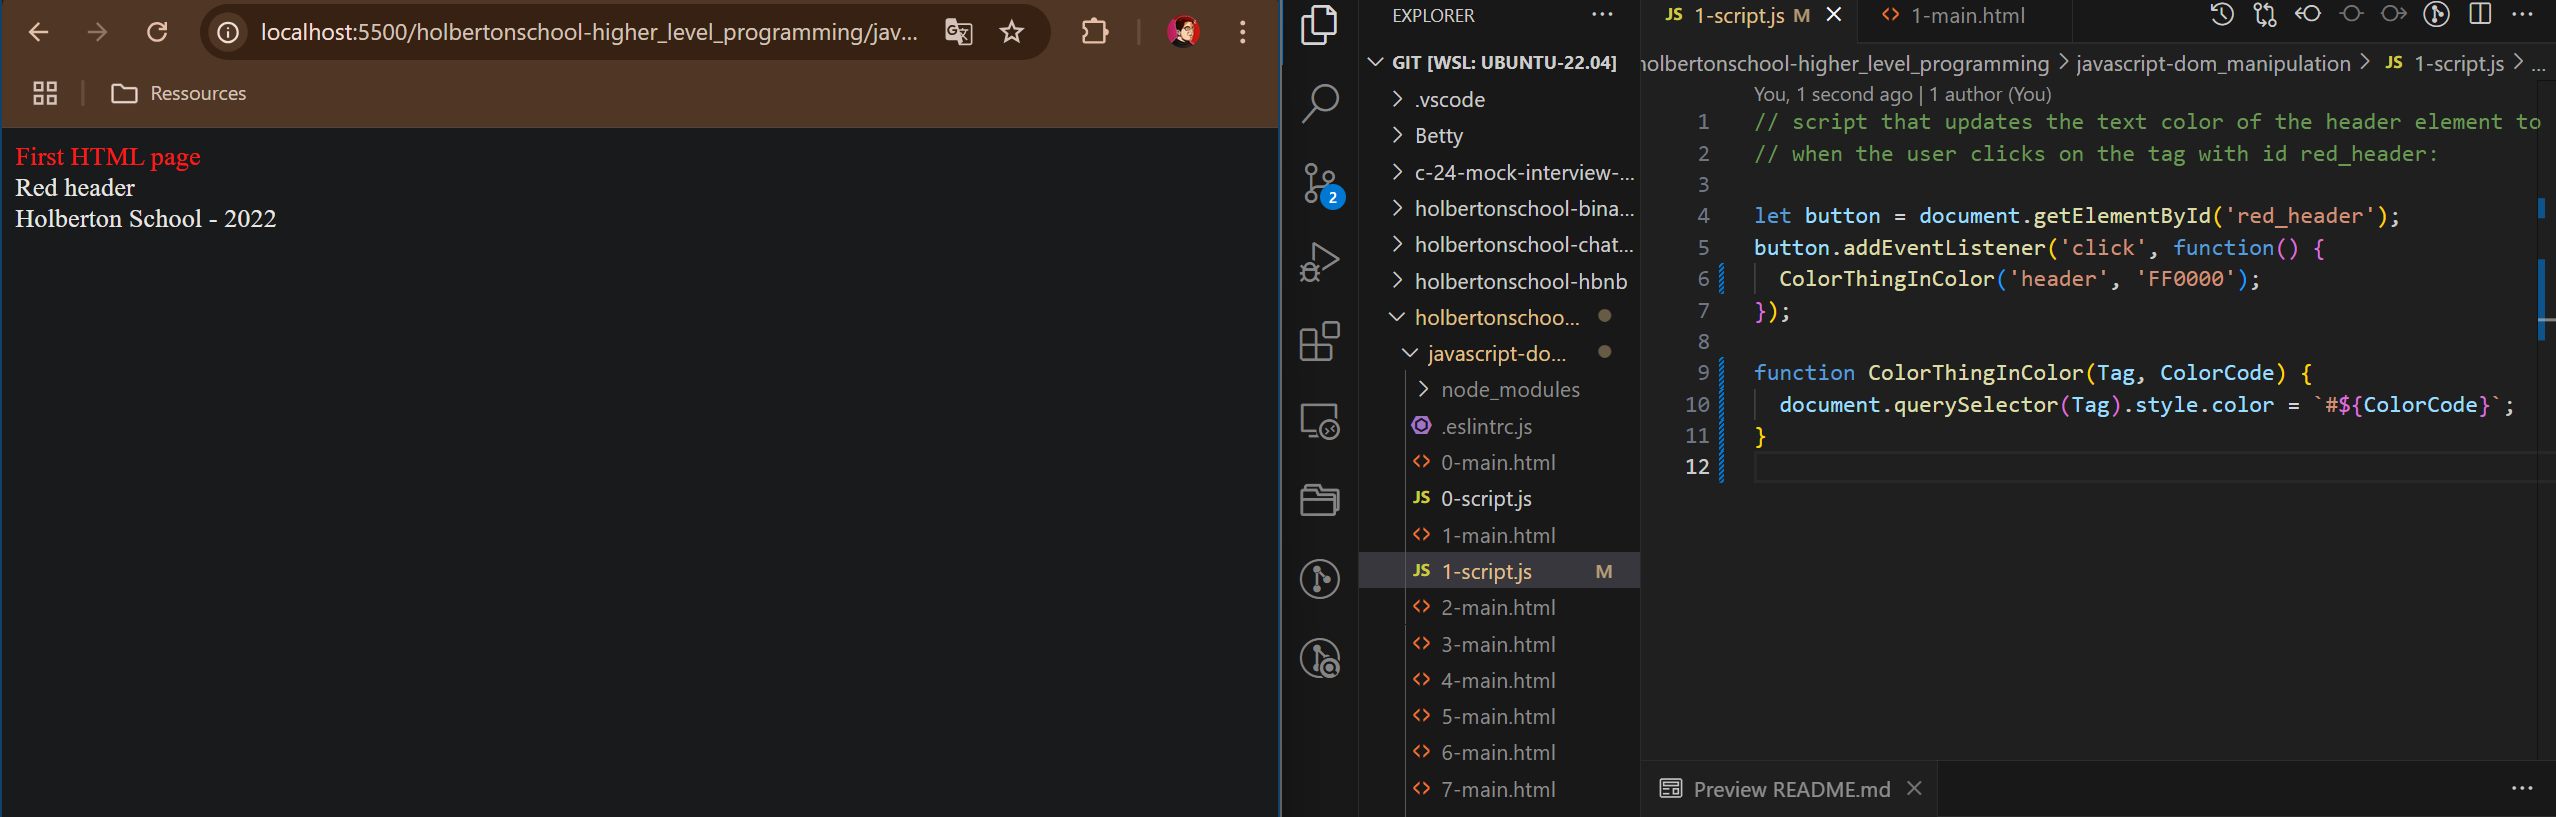 localhost:5500/holbertonschool-higher_level_programming/jav...
Ressources
First HTML page
Red header
Holberton School - 2022
2
EXPLORER
GIT [WSL: UBUNTU-22.04]
.vscode
Betty
c-24-mock-interview-...
holbertonschool-bina...
holbertonschool-chat...
holbertonschool-hbnb
holbertonschoo...
javascript-do...
node_modules
.eslintrc.js
0-main.html
JS 0-script.js
1-main.html
JS 1-script.js M
2-main.html
3-main.html
4-main.html
5-main.html
6-main.html
7-main.html
JS 1-script.js M
1-main.html
holbertonschool-higher_level_programming > javascript-dom_manipulation > JS 1-script.js > ...
You, 1 second ago | 1 author (You)
1 // script that updates the text color of the header element to
2 // when the user clicks on the tag with id red_header:
3
4 let button = document.getElementById('red_header');
5 button.addEventListener('click', function() {
6 ColorThingInColor('header', 'FF0000');
7 });
8
9 function ColorThingInColor(Tag, ColorCode) {
10 document.querySelector(Tag).style.color = `#${ColorCode}`;
11 }
12
Preview README.md